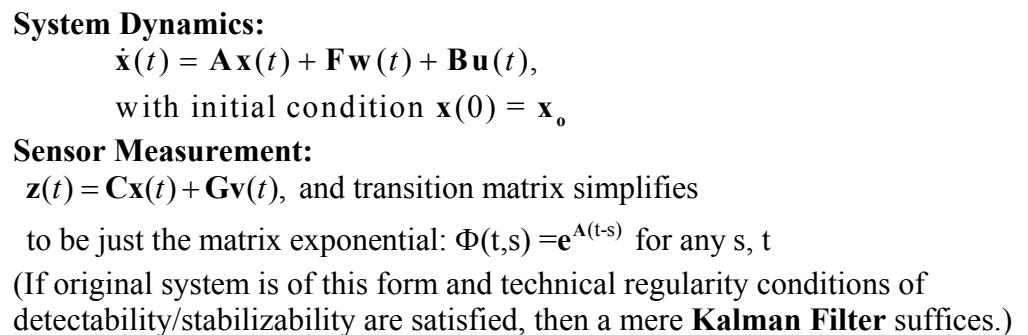 System Dynamics:
ẋ(t) = Ax(t) + Fw(t) + Bu(t),
with initial condition x(0) = xₒ
Sensor Measurement:
z(t) = Cx(t) + Gv(t), and transition matrix simplifies
to be just the matrix exponential: Φ(t,s) =e^A(t-s) for any s, t
(If original system is of this form and technical regularity conditions of
detectability/stabilizability are satisfied, then a mere Kalman Filter suffices.)